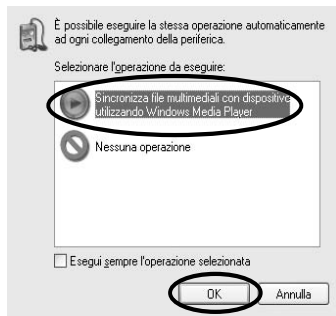 È possibile eseguire la stessa operazione automaticamente
ad ogni collegamento della periferica.
Selezionare l'operazione da eseguire:
Sincronizza file multimediali con dispositivo
utilizzando Windows Media Player
Nessuna operazione
Esegui sempre l'operazione selezionata
OK
Annulla